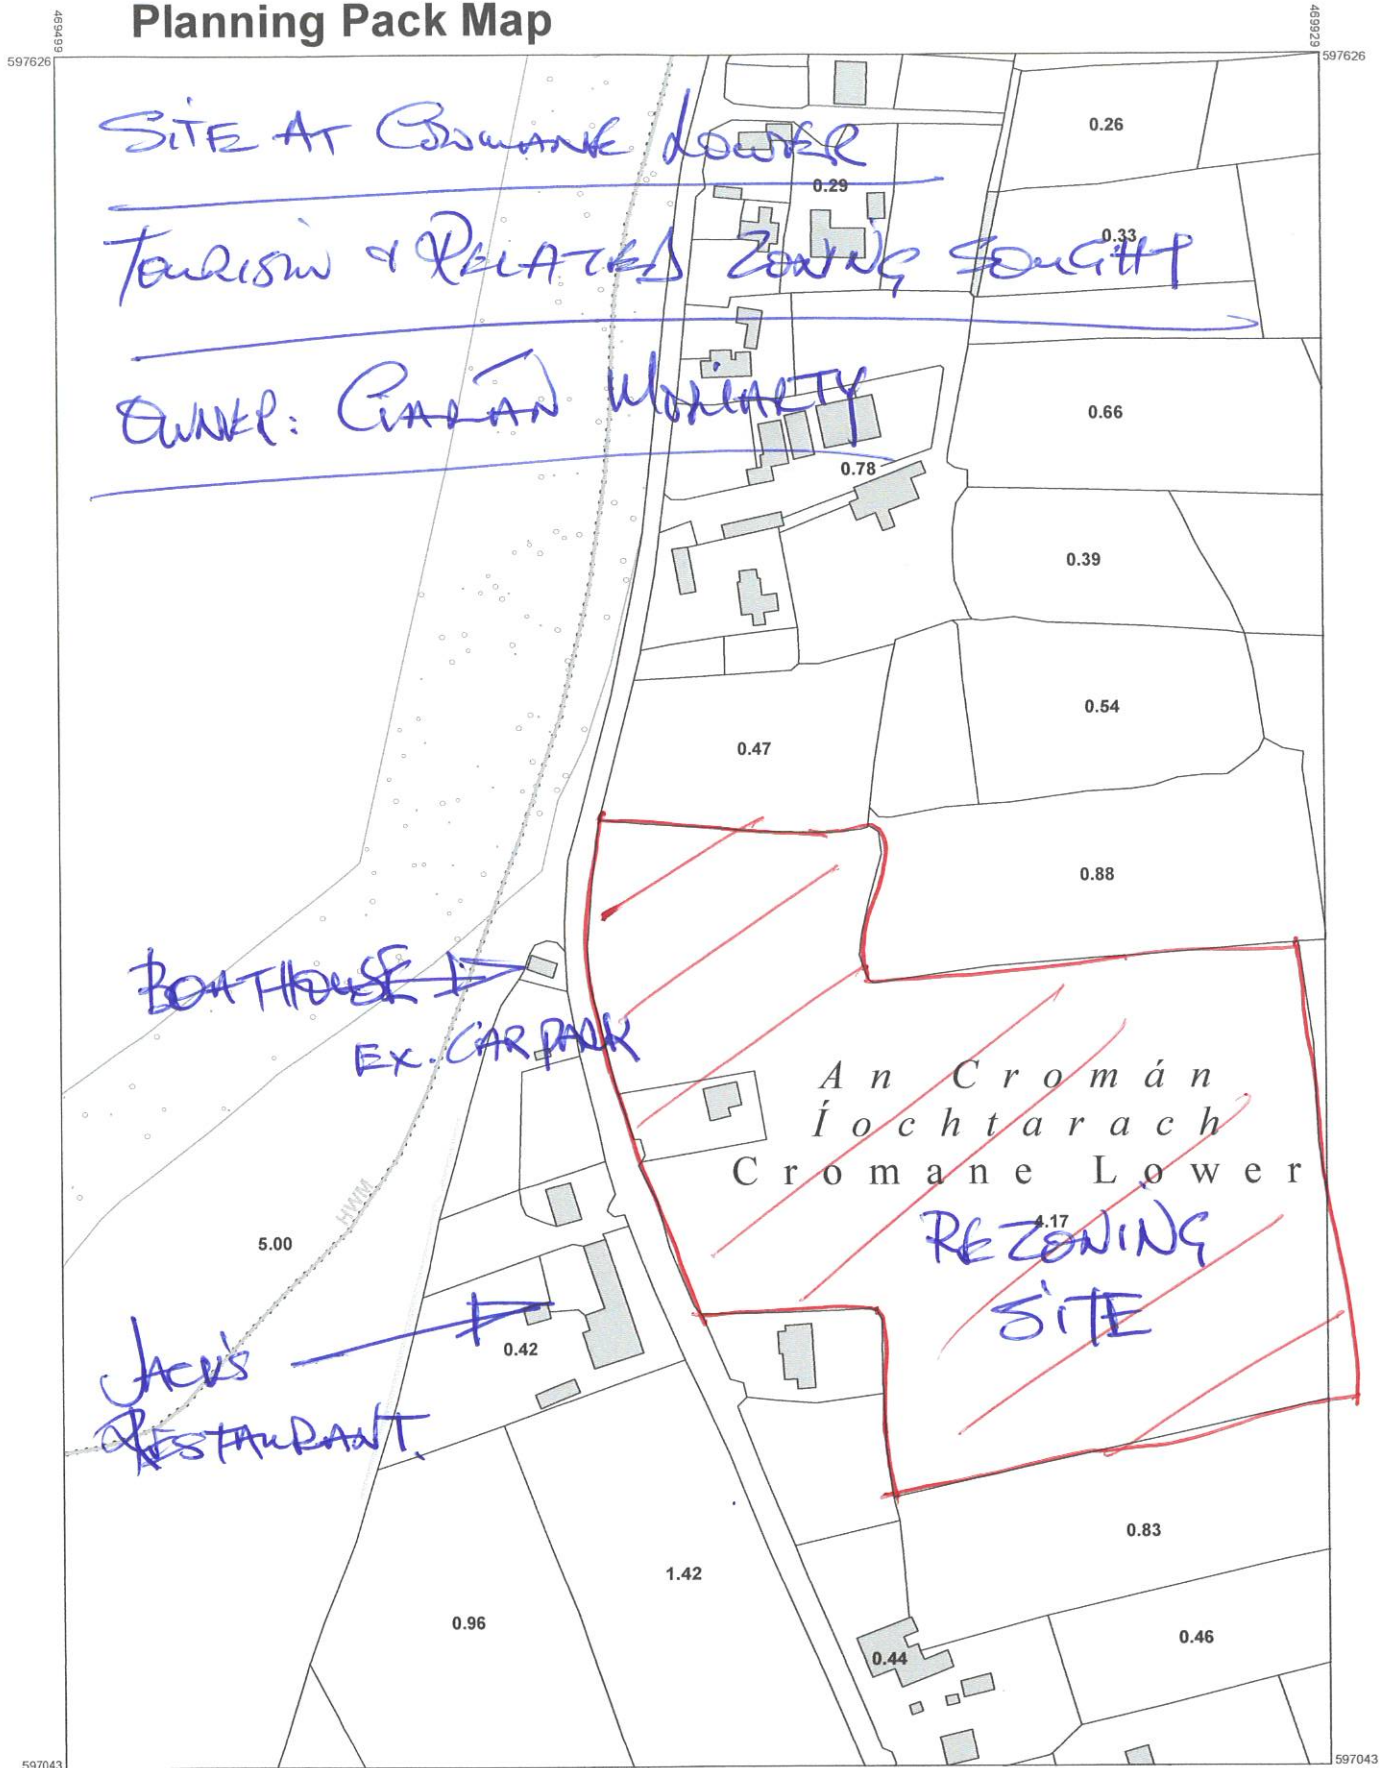 Planning Pack Map
469499
469929
597626
597626
SITE AT CROMANE LOWER
0.26
0.29
TOURISM & RELATED ZONING SOUGHT
0.33
OWNER: CIARÁN MORIARTY
0.66
0.78
0.39
0.54
0.47
0.88
BOATHOUSE
EX. CAR PARK
An Cromán
Íochtarach
Cromane Lower
HWM
4.17
REZONING
SITE
5.00
JACK'S
RESTAURANT.
0.42
0.83
1.42
0.96
0.46
0.44
597043
597043